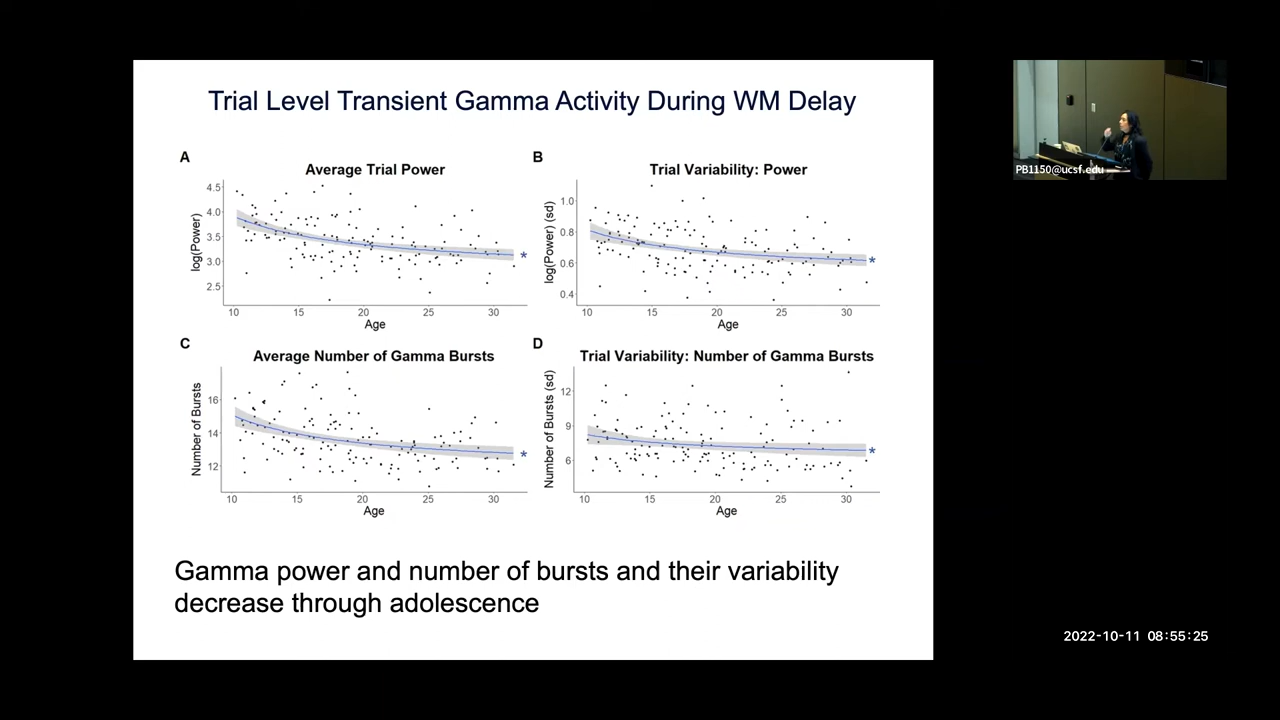 Trial Level Transient Gamma Activity During WM Delay
A
Average Trial Power
4.5
4.0
3.5
3.0
2.5
log(Power)
*
10 15 20 25 30
Age
B
Trial Variability: Power
1.0
0.8
0.6
0.4
log(Power) (sd)
*
10 15 20 25 30
Age
C
Average Number of Gamma Bursts
16
14
12
Number of Bursts
*
10 15 20 25 30
Age
D
Trial Variability: Number of Gamma Bursts
12
9
6
Number of Bursts (sd)
*
10 15 20 25 30
Age
Gamma power and number of bursts and their variability
decrease through adolescence
PB1150@ucsf.edu
2022-10-11 08:55:25